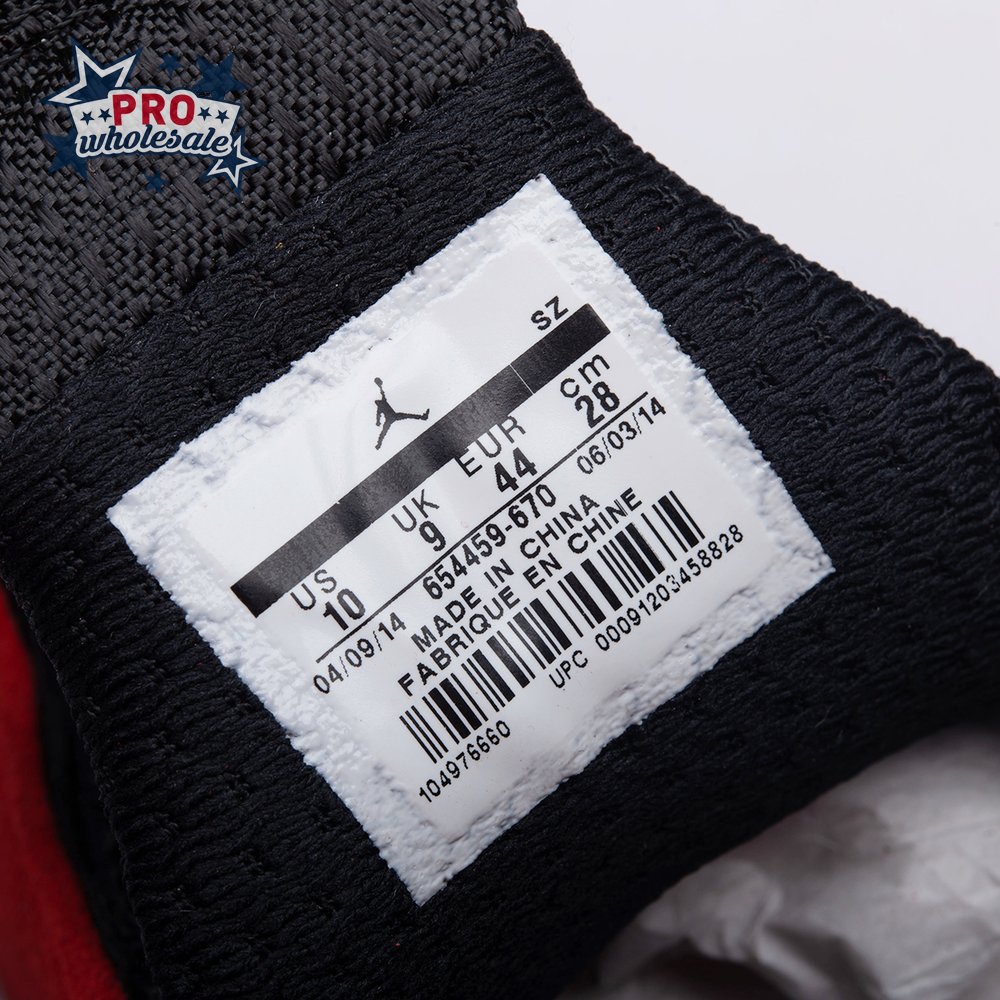 PRO
wholesale
SZ
US UK EUR cm
10 9 44 28
04/09/14 654459-670 06/03/14
MADE IN CHINA
FABRIQUE EN CHINE
104976660 UPC 0009120345828